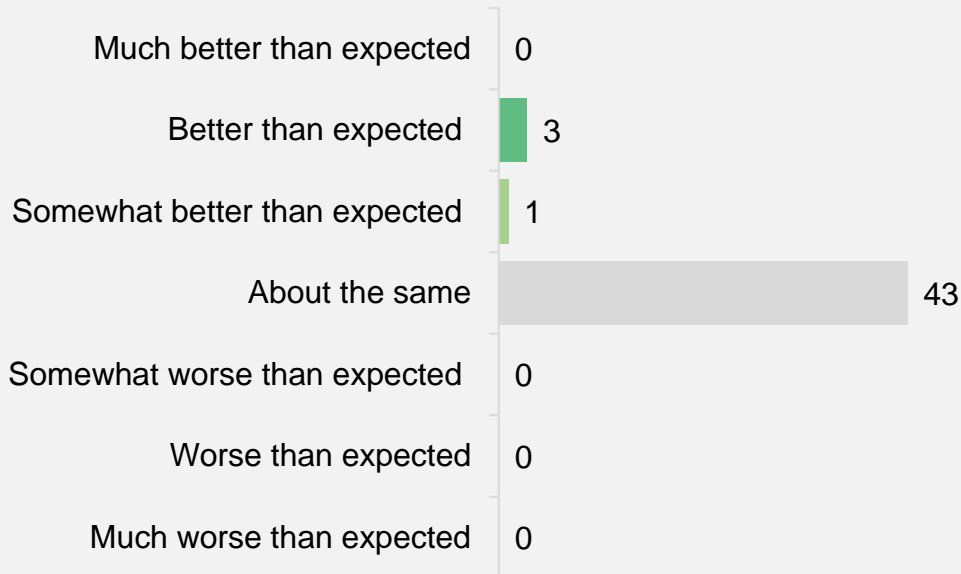 Much better than expected 0
Better than expected 3
Somewhat better than expected 1
About the same 43
Somewhat worse than expected 0
Worse than expected 0
Much worse than expected 0